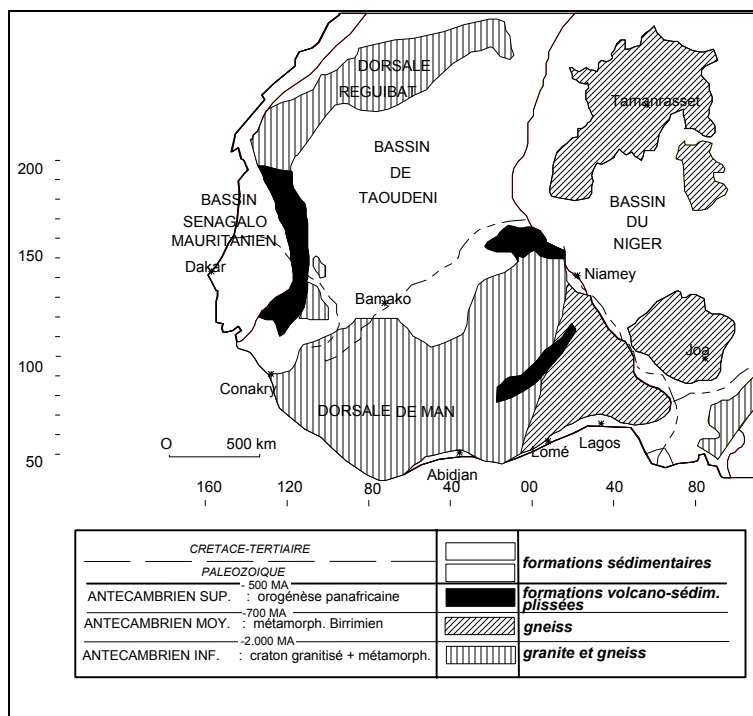 DORSALE
REGUIBAT
Tamanrasset
BASSIN
DE
TAOUDENI
200
BASSIN
SENAGALO
MAURITANIEN
BASSIN
DU
NIGER
150
Dakar
Niamey
Bamako
100
Joa
Conakry
DORSALE DE MAN
O 500 km
50
Abidjan
Lomé
Lagos
160 120 80 40 00 40 80
CRETACE-TERTIAIRE
PALEOZOIQUE
formations sédimentaires
- 500 MA
ANTECAMBRIEN SUP. : orogénèse panafricaine
formations volcano-sédim.
plissées
-700 MA
ANTECAMBRIEN MOY. : métamorph. Birrimien
gneiss
-2.000 MA
ANTECAMBRIEN INF. : craton granitisé + métamorph.
granite et gneiss